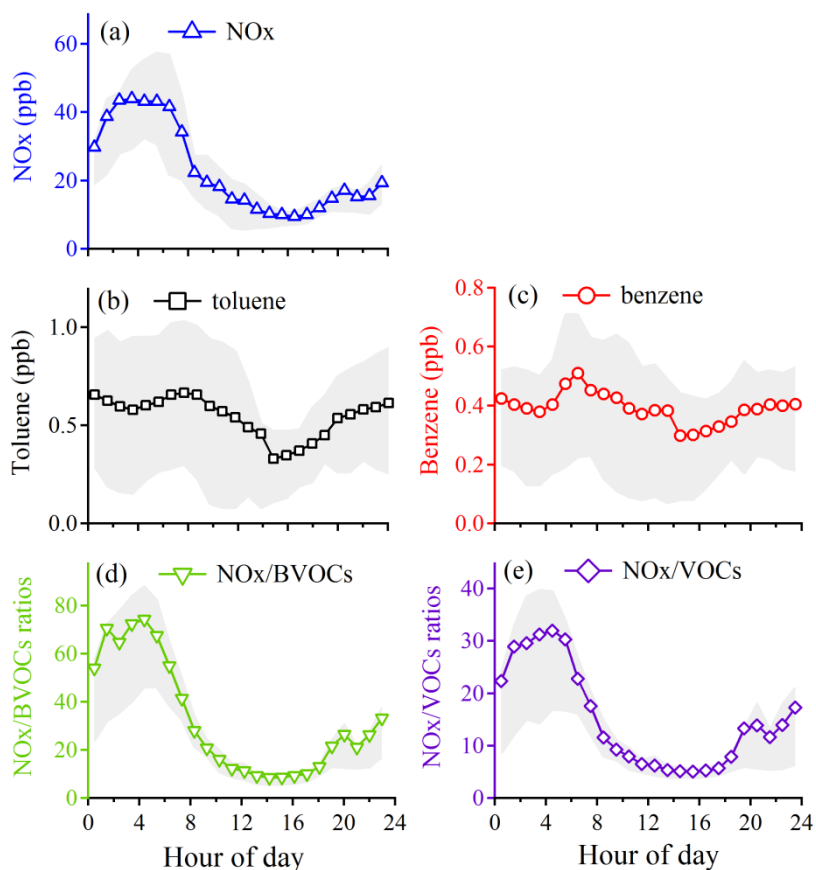 (a) NOx
NOx (ppb)
60
40
20
0
(b) toluene
Toluene (ppb)
1.0
0.5
0.0
(c) benzene
Benzene (ppb)
0.8
0.6
0.4
0.2
0.0
(d) NOx/BVOCs
NOx/BVOCs ratios
80
60
40
20
0
0 4 8 12 16 20 24
Hour of day
(e) NOx/VOCs
NOx/VOCs ratios
40
30
20
10
0
0 4 8 12 16 20 24
Hour of day